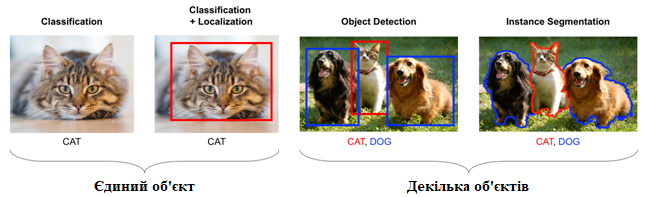 Classification
Classification
+ Localization
Object Detection
Instance Segmentation
CAT
CAT
CAT, DOG
CAT, DOG
Єдиний об'єкт
Декілька об'єктів